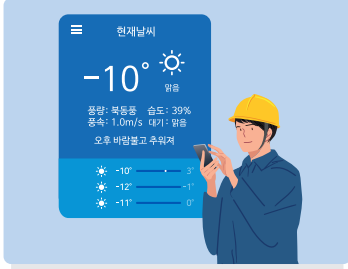 현재날씨
-10°
맑음
풍량: 북동풍 습도: 39%
풍속: 1.0m/s 대기: 맑음
오후 바람불고 추워져
-10° 3°
-12° -1°
-11° 0°